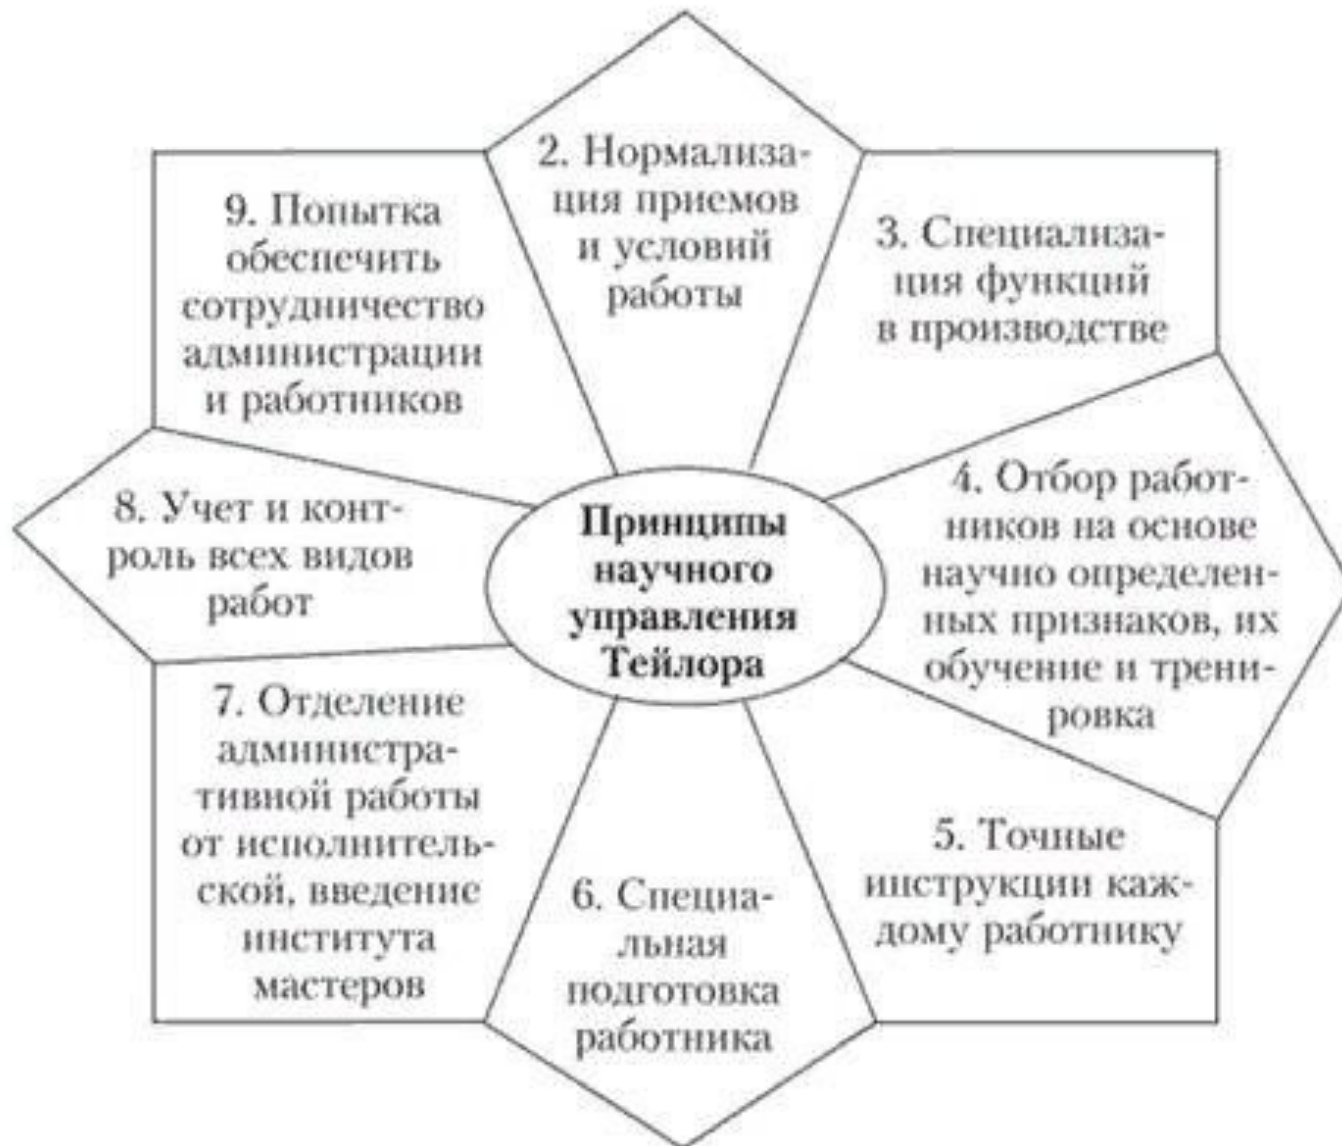 2. Нормализа-
ция приемов
и условий
работы
3. Специализа-
ция функций
в производстве
4. Отбор работ-
ников на основе
научно определен-
ных признаков, их
обучение и трени-
ровка
5. Точные
инструкции каж-
дому работнику
6. Специа-
льная
подготовка
работника
7. Отделение
администра-
тивной работы
от исполнитель-
ской, введение
института
мастеров
8. Учет и конт-
роль всех видов
работ
9. Попытка
обеспечить
сотрудничество
администрации
и работников
Принципы
научного
управления
Тейлора